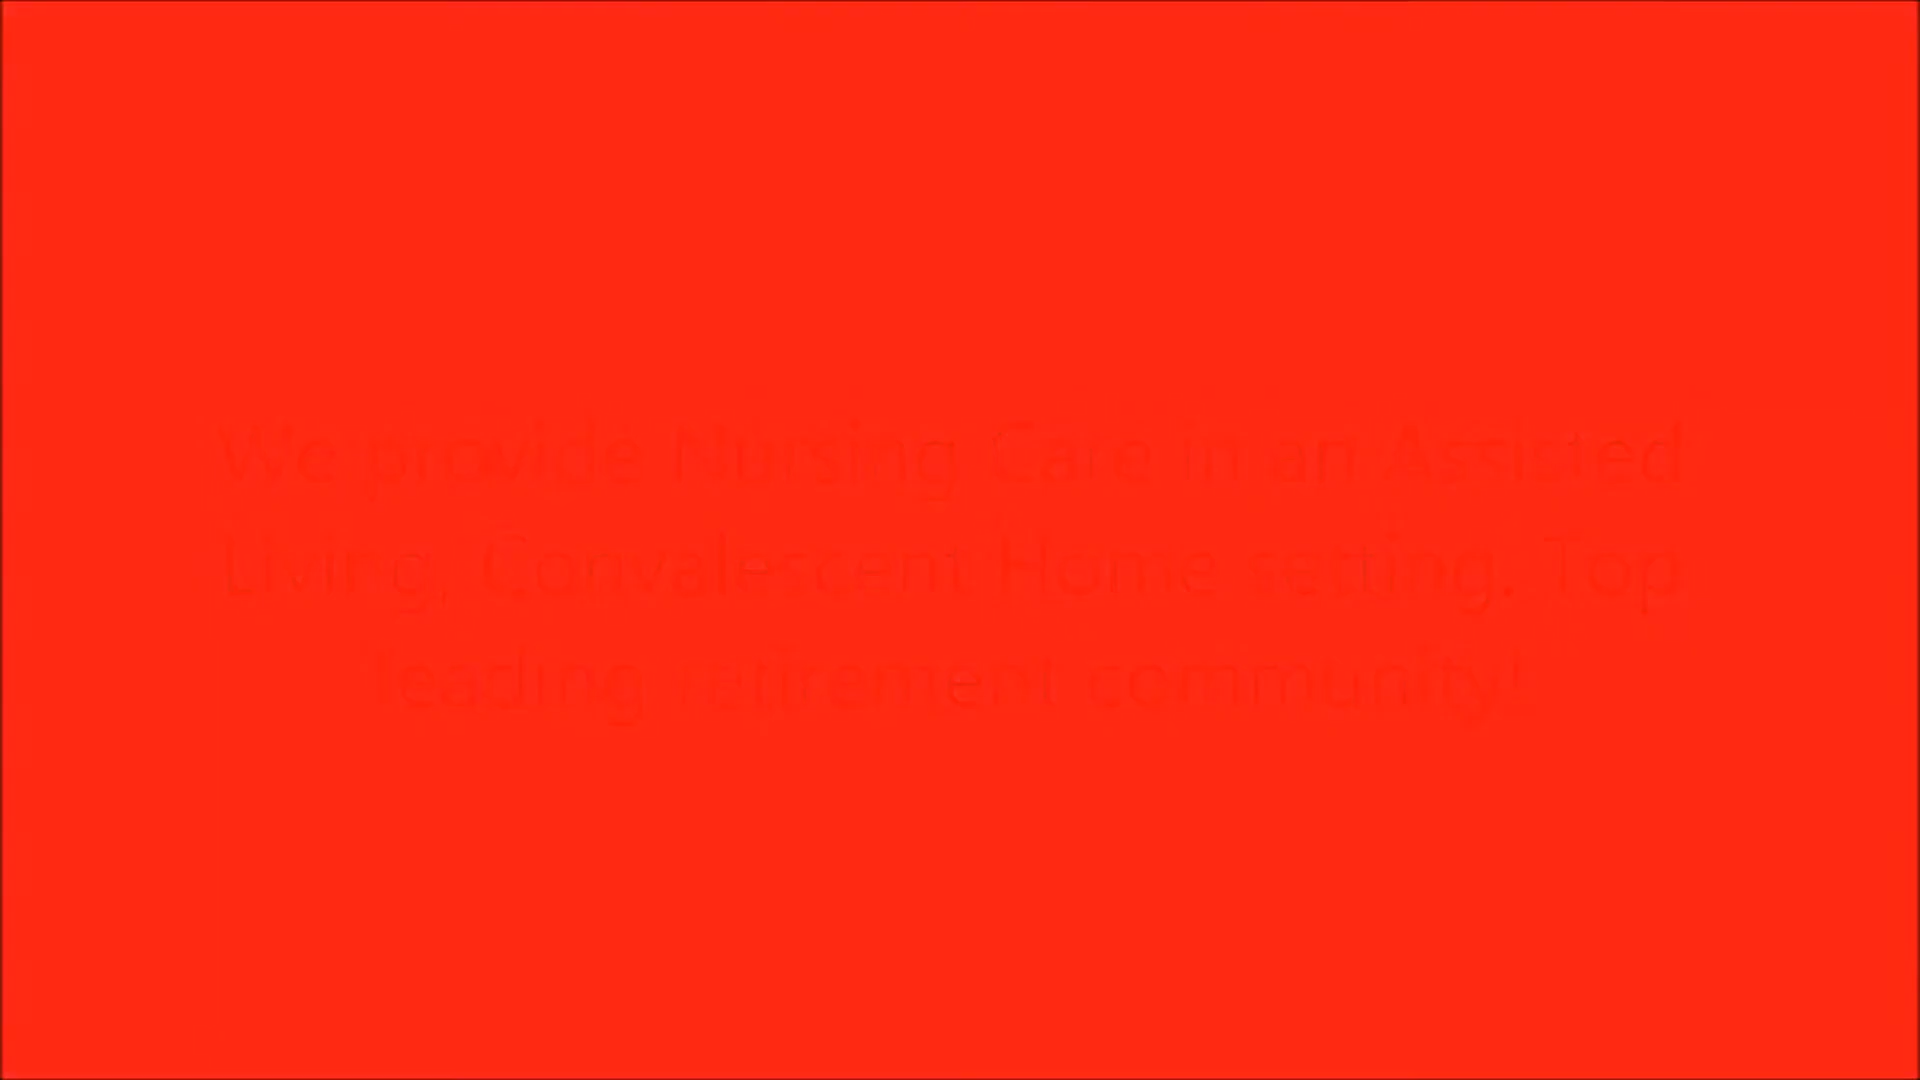 We provide Nursing Care in an Assisted
Living, Convalescent Home setting. Top
leading retirement community!